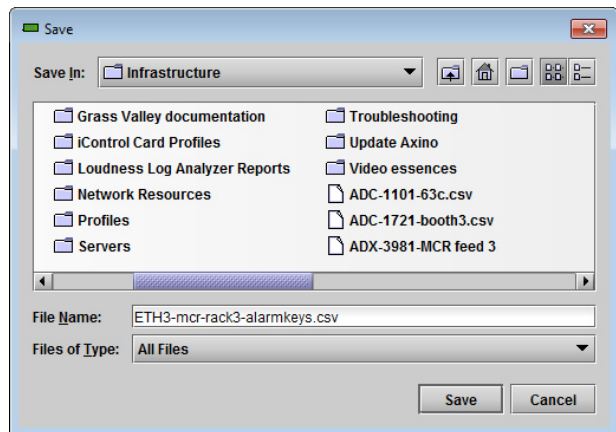 Save
Save In: Infrastructure
Grass Valley documentation
iControl Card Profiles
Loudness Log Analyzer Reports
Network Resources
Profiles
Servers
Troubleshooting
Update Axino
Video essences
ADC-1101-63c.csv
ADC-1721-booth3.csv
ADX-3981-MCR feed 3
File Name: ETH3-mcr-rack3-alarmkeys.csv
Files of Type: All Files
Save Cancel